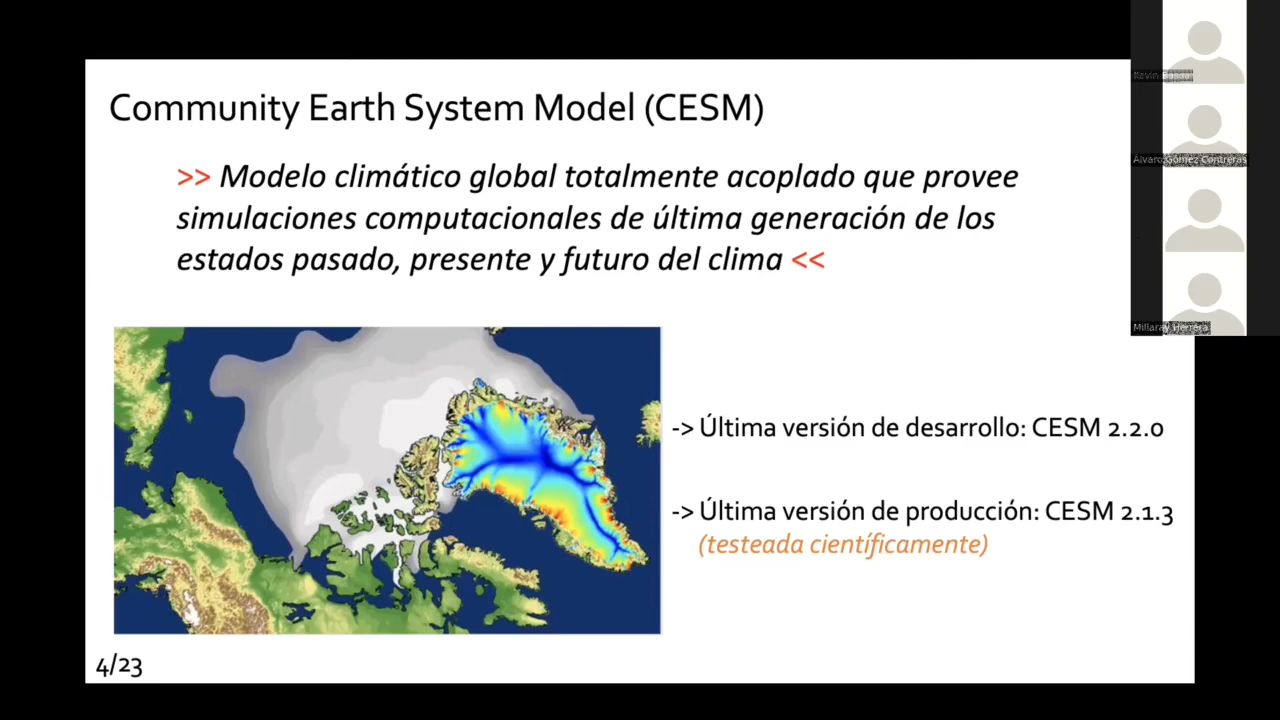 Community Earth System Model (CESM)
>> Modelo climático global totalmente acoplado que provee
simulaciones computacionales de última generación de los
estados pasado, presente y futuro del clima <<
-> Última versión de desarrollo: CESM 2.2.0
-> Última versión de producción: CESM 2.1.3
(testeada científicamente)
4/23
Kevin
Alvaro Gómez Contreras
Millaray Herrera